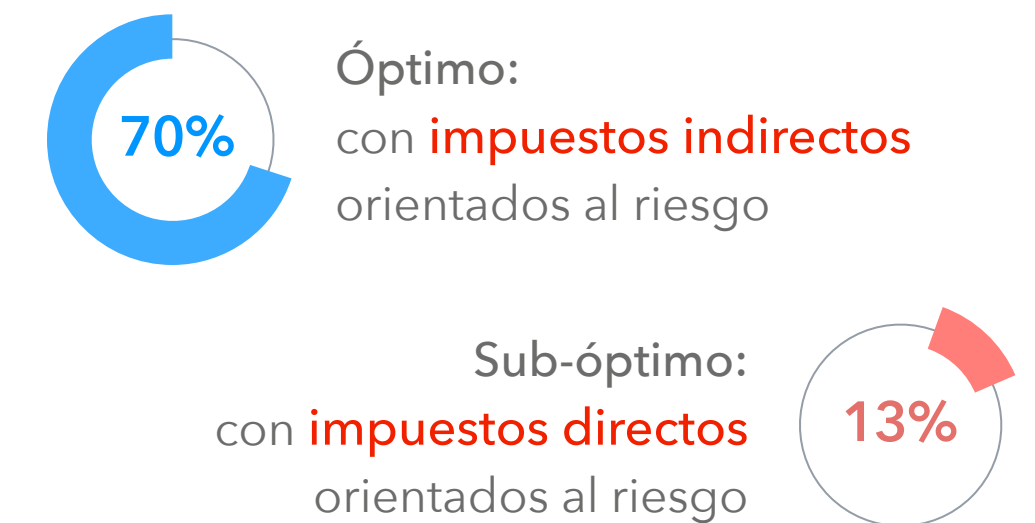 70%
Óptimo:
con impuestos indirectos
orientados al riesgo
Sub-óptimo:
con impuestos directos
orientados al riesgo
13%